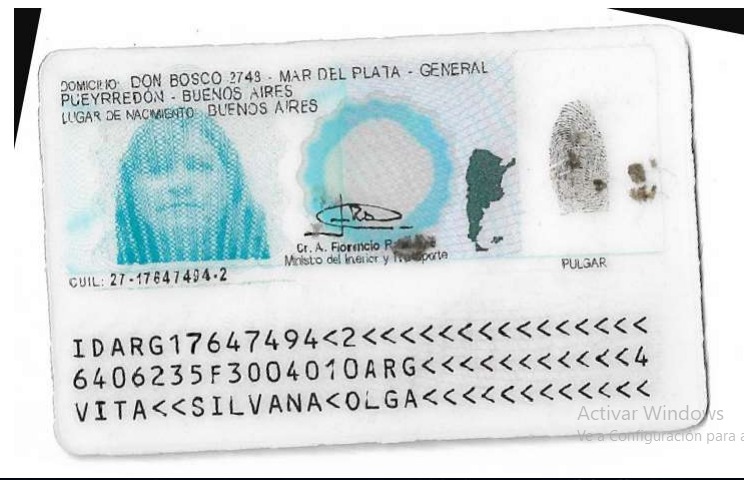 DOMICILIO: DON BOSCO 2748 - MAR DEL PLATA - GENERAL
PUEYRREDÓN - BUENOS AIRES
LUGAR DE NACIMIENTO: BUENOS AIRES
Cr. A. Florencio
Ministro del Interior y Transporte
PULGAR
CUIL: 27-17647494-2
IDARG17647494<2<<<<<<<<<<<<<<<
6406235F3004010ARG<<<<<<<<<<<4
VITA<<SILVANA<OLGA<<<<<<<<<<<<
Activar Windows
Ve a Configuración para a